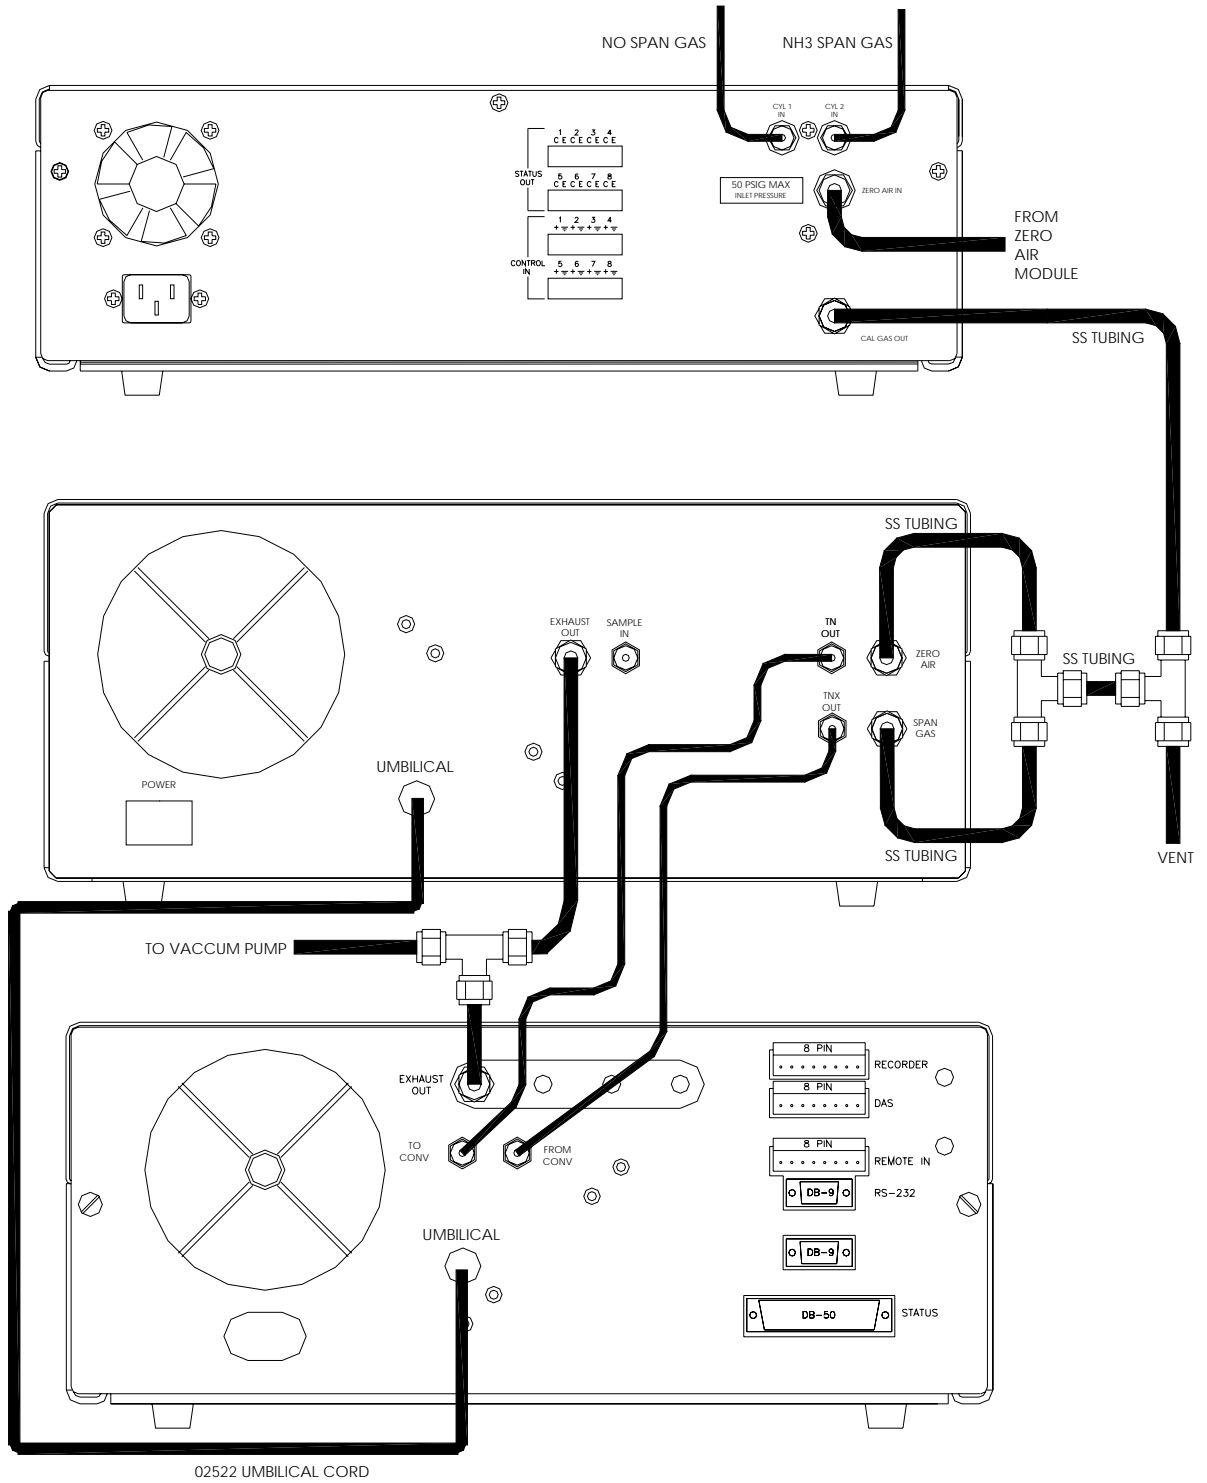 NO SPAN GAS
NH3 SPAN GAS
CYL 1
IN
CYL 2
IN
1 2 3 4
C E C E C E C E
STATUS
OUT
5 6 7 8
C E C E C E C E
50 PSIG MAX
INLET PRESSURE
ZERO AIR IN
1 2 3 4
+ + + +
CONTROL
IN
5 6 7 8
+ + + +
FROM
ZERO
AIR
MODULE
CAL GAS OUT
SS TUBING
SS TUBING
EXHAUST
OUT
SAMPLE
IN
TN
OUT
ZERO
AIR
SS TUBING
TNX
OUT
SPAN
GAS
UMBILICAL
POWER
SS TUBING
VENT
TO VACCUM PUMP
8 PIN
RECORDER
EXHAUST
OUT
8 PIN
DAS
TO
CONV
FROM
CONV
8 PIN
REMOTE IN
DB-9
RS-232
UMBILICAL
DB-9
DB-50
STATUS
02522 UMBILICAL CORD